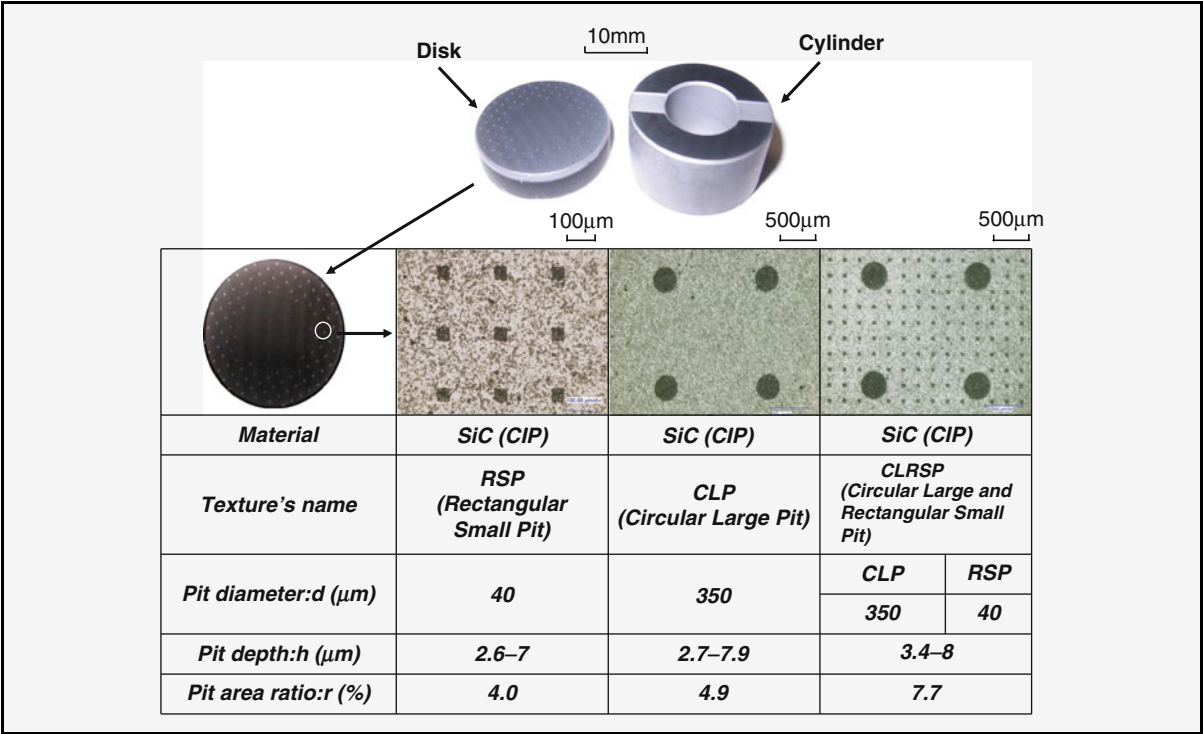 Disk
10mm
Cylinder
100μm
500μm
500μm
Material
SiC (CIP)
SiC (CIP)
SiC (CIP)
Texture's name
RSP
(Rectangular
Small Pit)
CLP
(Circular Large Pit)
CLRSP
(Circular Large and
Rectangular Small
Pit)
Pit diameter:d (μm)
40
350
CLP
RSP
350
40
Pit depth:h (μm)
2.6–7
2.7–7.9
3.4–8
Pit area ratio:r (%)
4.0
4.9
7.7